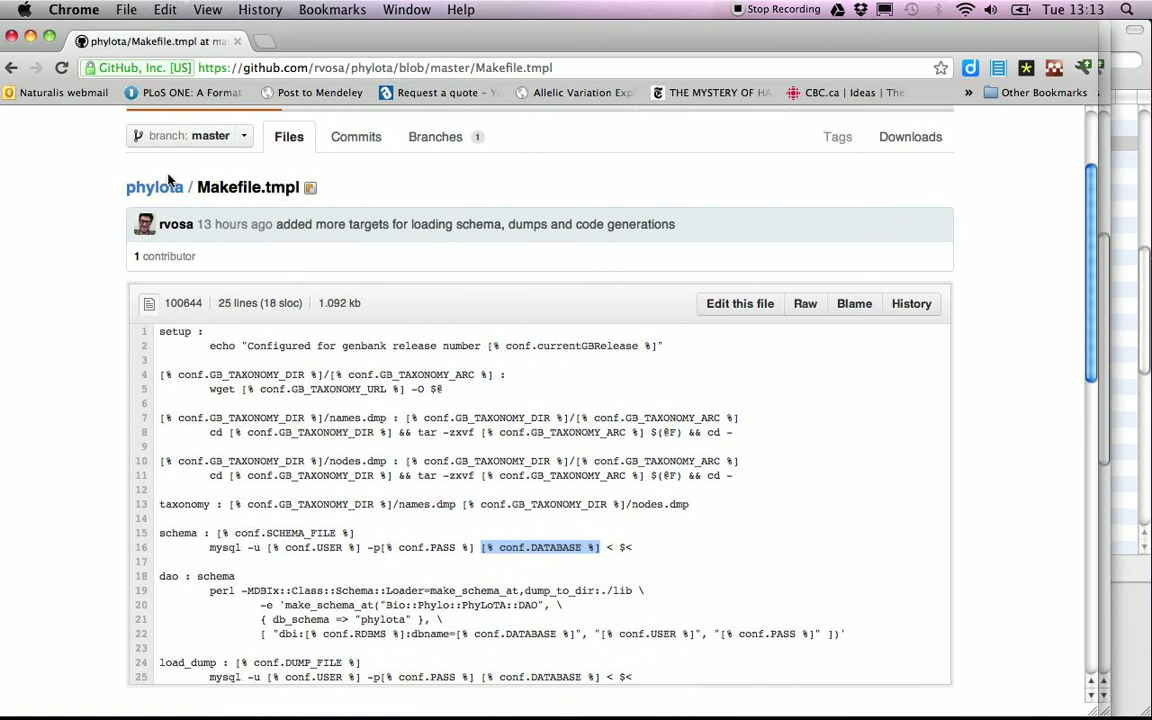 Chrome File Edit View History Bookmarks Window Help Stop Recording Tue 13:13
phylota/Makefile.tmpl at ma
GitHub, Inc. [US] https://github.com/rvosa/phylota/blob/master/Makefile.tmpl
Naturalis webmail PLoS ONE: A Format Post to Mendeley Request a quote – Allelic Variation Exp THE MYSTERY OF CBC.ca | Ideas | The » Other Bookmarks
branch: master Files Commits Branches 1 Tags Downloads
phylota / Makefile.tmpl
rvosa 13 hours ago added more targets for loading schema, dumps and code generations
1 contributor
100644 25 lines (18 sloc) 1.092 kb Edit this file Raw Blame History
1 setup :
2 echo "Configured for genbank release number [% conf.currentGBRelease %]"
3
4 [% conf.GB_TAXONOMY_DIR %]/[% conf.GB_TAXONOMY_ARC %] :
5 wget [% conf.GB_TAXONOMY_URL %] -O $@
6
7 [% conf.GB_TAXONOMY_DIR %]/names.dmp : [% conf.GB_TAXONOMY_DIR %]/[% conf.GB_TAXONOMY_ARC %]
8 cd [% conf.GB_TAXONOMY_DIR %] && tar -zxvf [% conf.GB_TAXONOMY_ARC %] $(@F) && cd -
9
10 [% conf.GB_TAXONOMY_DIR %]/nodes.dmp : [% conf.GB_TAXONOMY_DIR %]/[% conf.GB_TAXONOMY_ARC %]
11 cd [% conf.GB_TAXONOMY_DIR %] && tar -zxvf [% conf.GB_TAXONOMY_ARC %] $(@F) && cd -
12
13 taxonomy : [% conf.GB_TAXONOMY_DIR %]/names.dmp [% conf.GB_TAXONOMY_DIR %]/nodes.dmp
14
15 schema : [% conf.SCHEMA_FILE %]
16 mysql -u [% conf.USER %] -p[% conf.PASS %] [% conf.DATABASE %] < $<
17
18 dao : schema
19 perl -MDBIx::Class::Schema::Loader=make_schema_at,dump_to_dir:./lib \
20 -e 'make_schema_at("Bio::Phylo::PhyLoTA::DAO", \
21 { db_schema => "phylota" }, \
22 [ "dbi:[% conf.RDBMS %]:dbname=[% conf.DATABASE %]", "[% conf.USER %]", "[% conf.PASS %]" ])'
23
24 load_dump : [% conf.DUMP_FILE %]
25 mysql -u [% conf.USER %] -p[% conf.PASS %] [% conf.DATABASE %] < $<